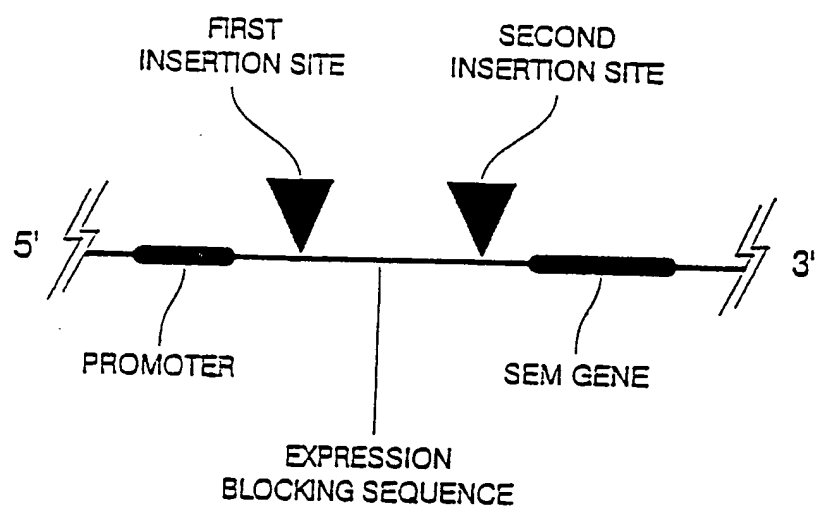 FIRST
INSERTION SITE
SECOND
INSERTION SITE
5'
3'
PROMOTER
SEM GENE
EXPRESSION
BLOCKING SEQUENCE